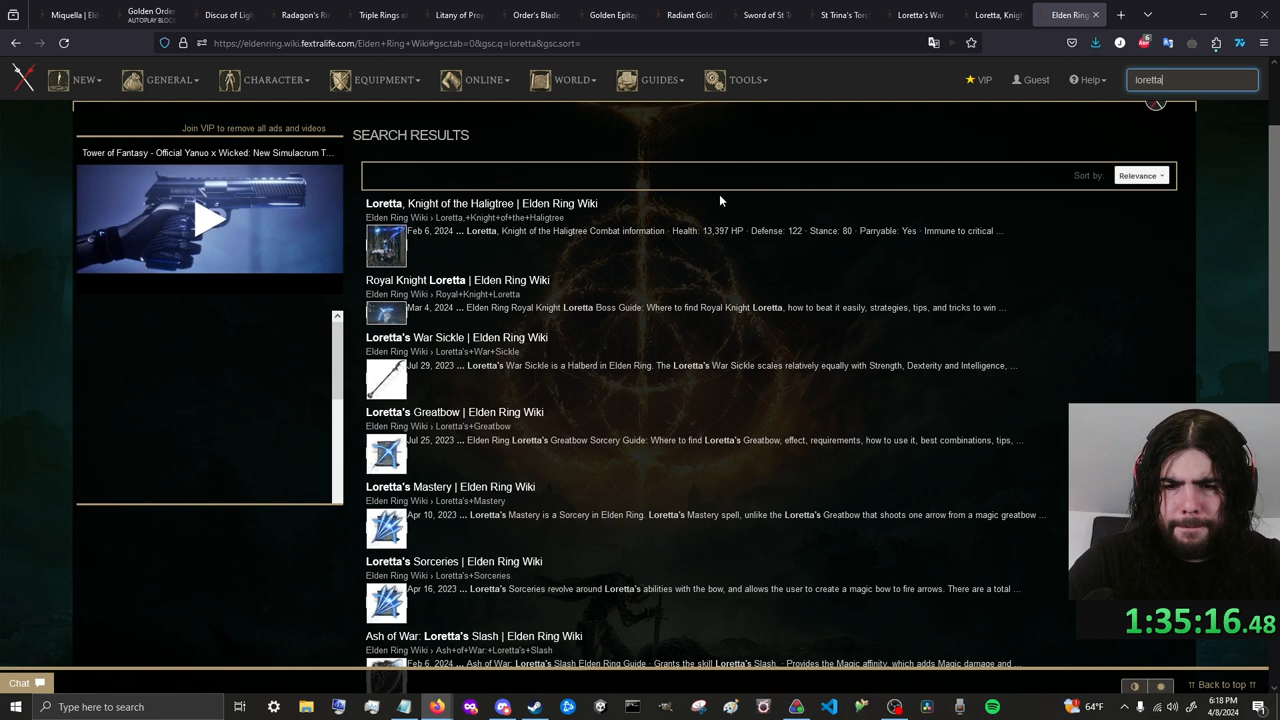 Miquella | Eld
Golden Order
AUTOPLAY BLOCK
Discus of Ligh
Radagon's Ri
Triple Rings o
Litany of Prop
Order's Blade
Golden Epitap
Radiant Gold
Sword of St Ti
St Trina's Torc
Loretta's War
Loretta, Knigh
Elden Ring
https://eldenring.wiki.fextralife.com/Elden+Ring+Wiki#gsc.tab=0&gsc.q=loretta&gsc.sort=
NEW
GENERAL
CHARACTER
EQUIPMENT
ONLINE
WORLD
GUIDES
TOOLS
VIP
Guest
Help
loretta
Join VIP to remove all ads and videos
Tower of Fantasy - Official Yanuo x Wicked: New Simulacrum T...
SEARCH RESULTS
Sort by:
Relevance
Loretta, Knight of the Haligtree | Elden Ring Wiki
Elden Ring Wiki › Loretta,+Knight+of+the+Haligtree
Feb 6, 2024 ... Loretta, Knight of the Haligtree Combat information · Health: 13,397 HP · Defense: 122 · Stance: 80 · Parryable: Yes · Immune to critical ...
Royal Knight Loretta | Elden Ring Wiki
Elden Ring Wiki › Royal+Knight+Loretta
Mar 4, 2024 ... Elden Ring Royal Knight Loretta Boss Guide: Where to find Royal Knight Loretta, how to beat it easily, strategies, tips, and tricks to win ...
Loretta's War Sickle | Elden Ring Wiki
Elden Ring Wiki › Loretta's+War+Sickle
Jul 29, 2023 ... Loretta's War Sickle is a Halberd in Elden Ring. The Loretta's War Sickle scales relatively equally with Strength, Dexterity and Intelligence, ...
Loretta's Greatbow | Elden Ring Wiki
Elden Ring Wiki › Loretta's+Greatbow
Jul 25, 2023 ... Elden Ring Loretta's Greatbow Sorcery Guide: Where to find Loretta's Greatbow, effect, requirements, how to use it, best combinations, tips, ...
Loretta's Mastery | Elden Ring Wiki
Elden Ring Wiki › Loretta's+Mastery
Apr 10, 2023 ... Loretta's Mastery is a Sorcery in Elden Ring. Loretta's Mastery spell, unlike the Loretta's Greatbow that shoots one arrow from a magic greatbow ...
Loretta's Sorceries | Elden Ring Wiki
Elden Ring Wiki › Loretta's+Sorceries
Apr 16, 2023 ... Loretta's Sorceries revolve around Loretta's abilities with the bow, and allows the user to create a magic bow to fire arrows. There are a total ...
Ash of War: Loretta's Slash | Elden Ring Wiki
Elden Ring Wiki › Ash+of+War:+Loretta's+Slash
Feb 6, 2024 ... Ash of War: Loretta's Slash Elden Ring Guide · Grants the skill Loretta's Slash. · Provides the Magic affinity, which adds Magic damage and ...
1:35:16.48
Chat
Back to top
Type here to search
64°F
6:18 PM
4/8/2024